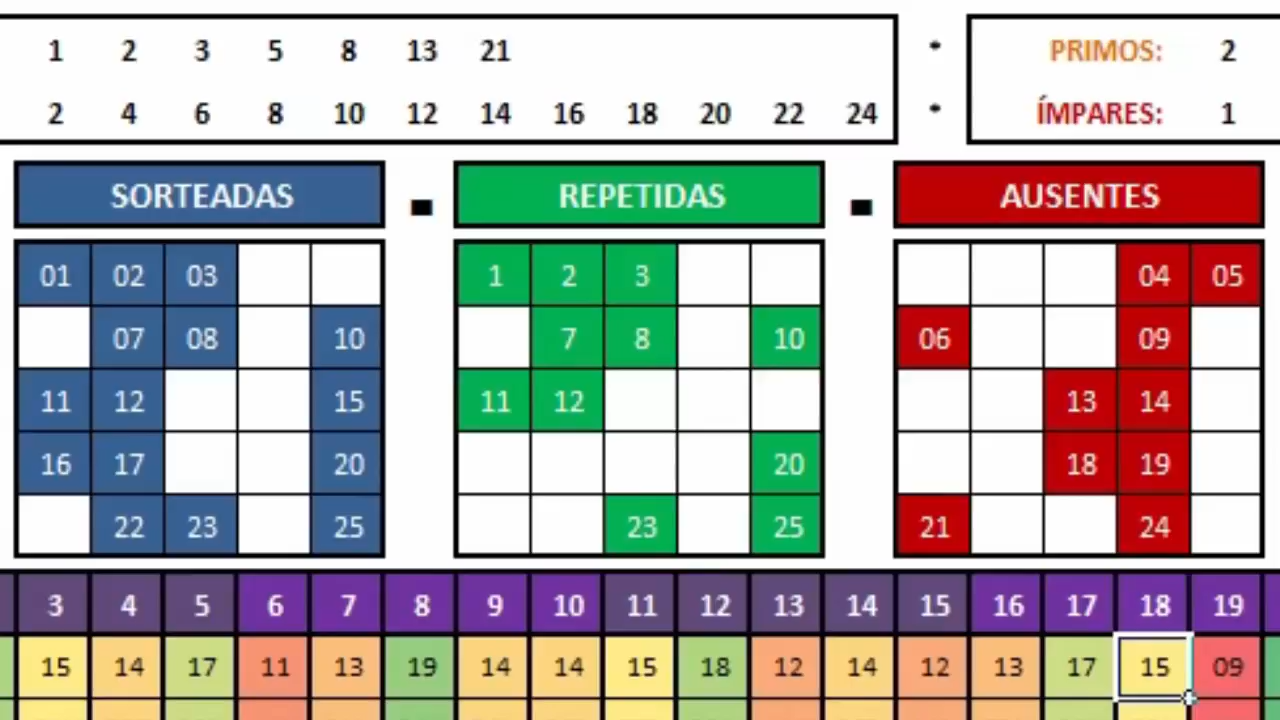 1 2 3 5 8 13 21 * PRIMOS: 2
2 4 6 8 10 12 14 16 18 20 22 24 * ÍMPARES: 1
SORTEADAS - REPETIDAS - AUSENTES
01 02 03 1 2 3 04 05
07 08 10 7 8 10 06 09
11 12 15 11 12 13 14
16 17 20 20 18 19
22 23 25 23 25 21 24
3 4 5 6 7 8 9 10 11 12 13 14 15 16 17 18 19
15 14 17 11 13 19 14 14 15 18 12 14 12 13 17 15 09